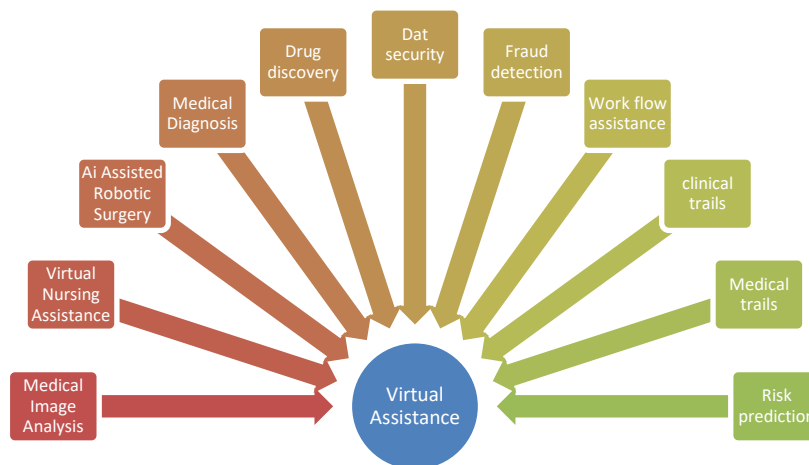 Dat
security
Drug
discovery
Fraud
detection
Medical
Diagnosis
Work flow
assistance
Ai Assisted
Robotic
Surgery
clinical
trails
Virtual
Nursing
Assistance
Medical
trails
Medical
Image
Analysis
Virtual
Assistance
Risk
prediction